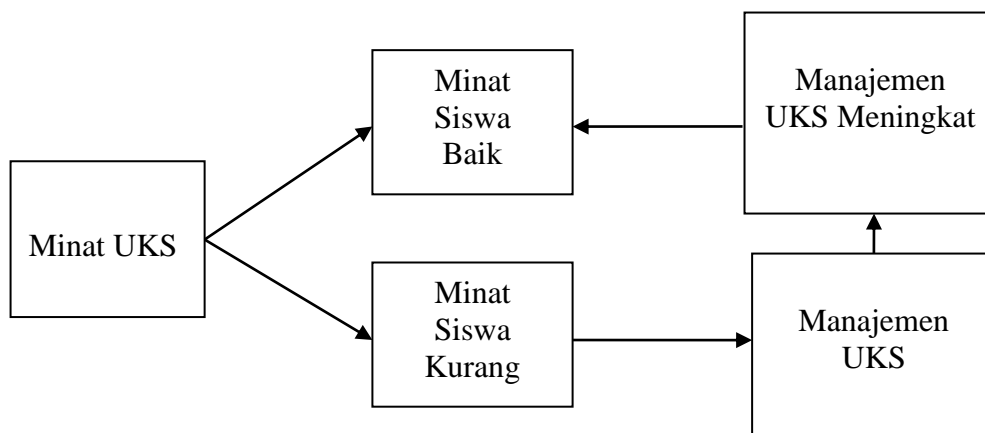 Minat UKS
Minat
Siswa
Baik
Minat
Siswa
Kurang
Manajemen
UKS Meningkat
Manajemen
UKS